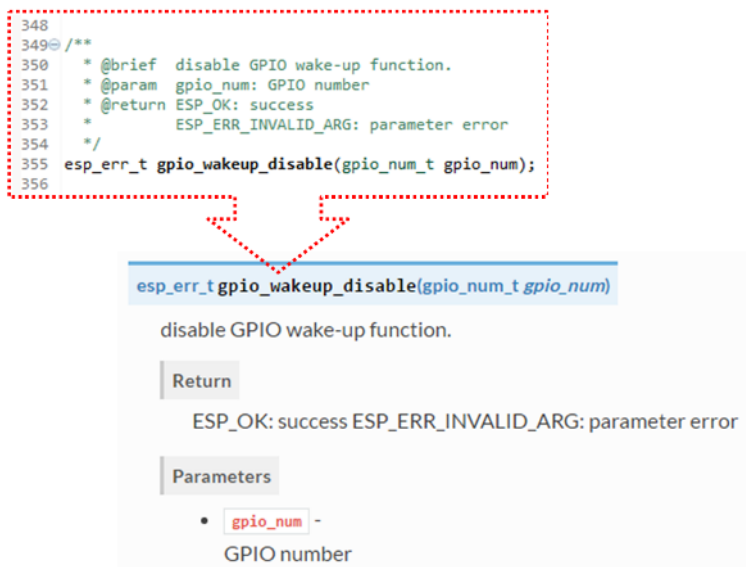 348
349 /**
350 * @brief disable GPIO wake-up function.
351 * @param gpio_num: GPIO number
352 * @return ESP_OK: success
353 * ESP_ERR_INVALID_ARG: parameter error
354 */
355 esp_err_t gpio_wakeup_disable(gpio_num_t gpio_num);
356
esp_err_t gpio_wakeup_disable(gpio_num_t gpio_num)
disable GPIO wake-up function.
Return
ESP_OK: success ESP_ERR_INVALID_ARG: parameter error
Parameters
• gpio_num -
GPIO number